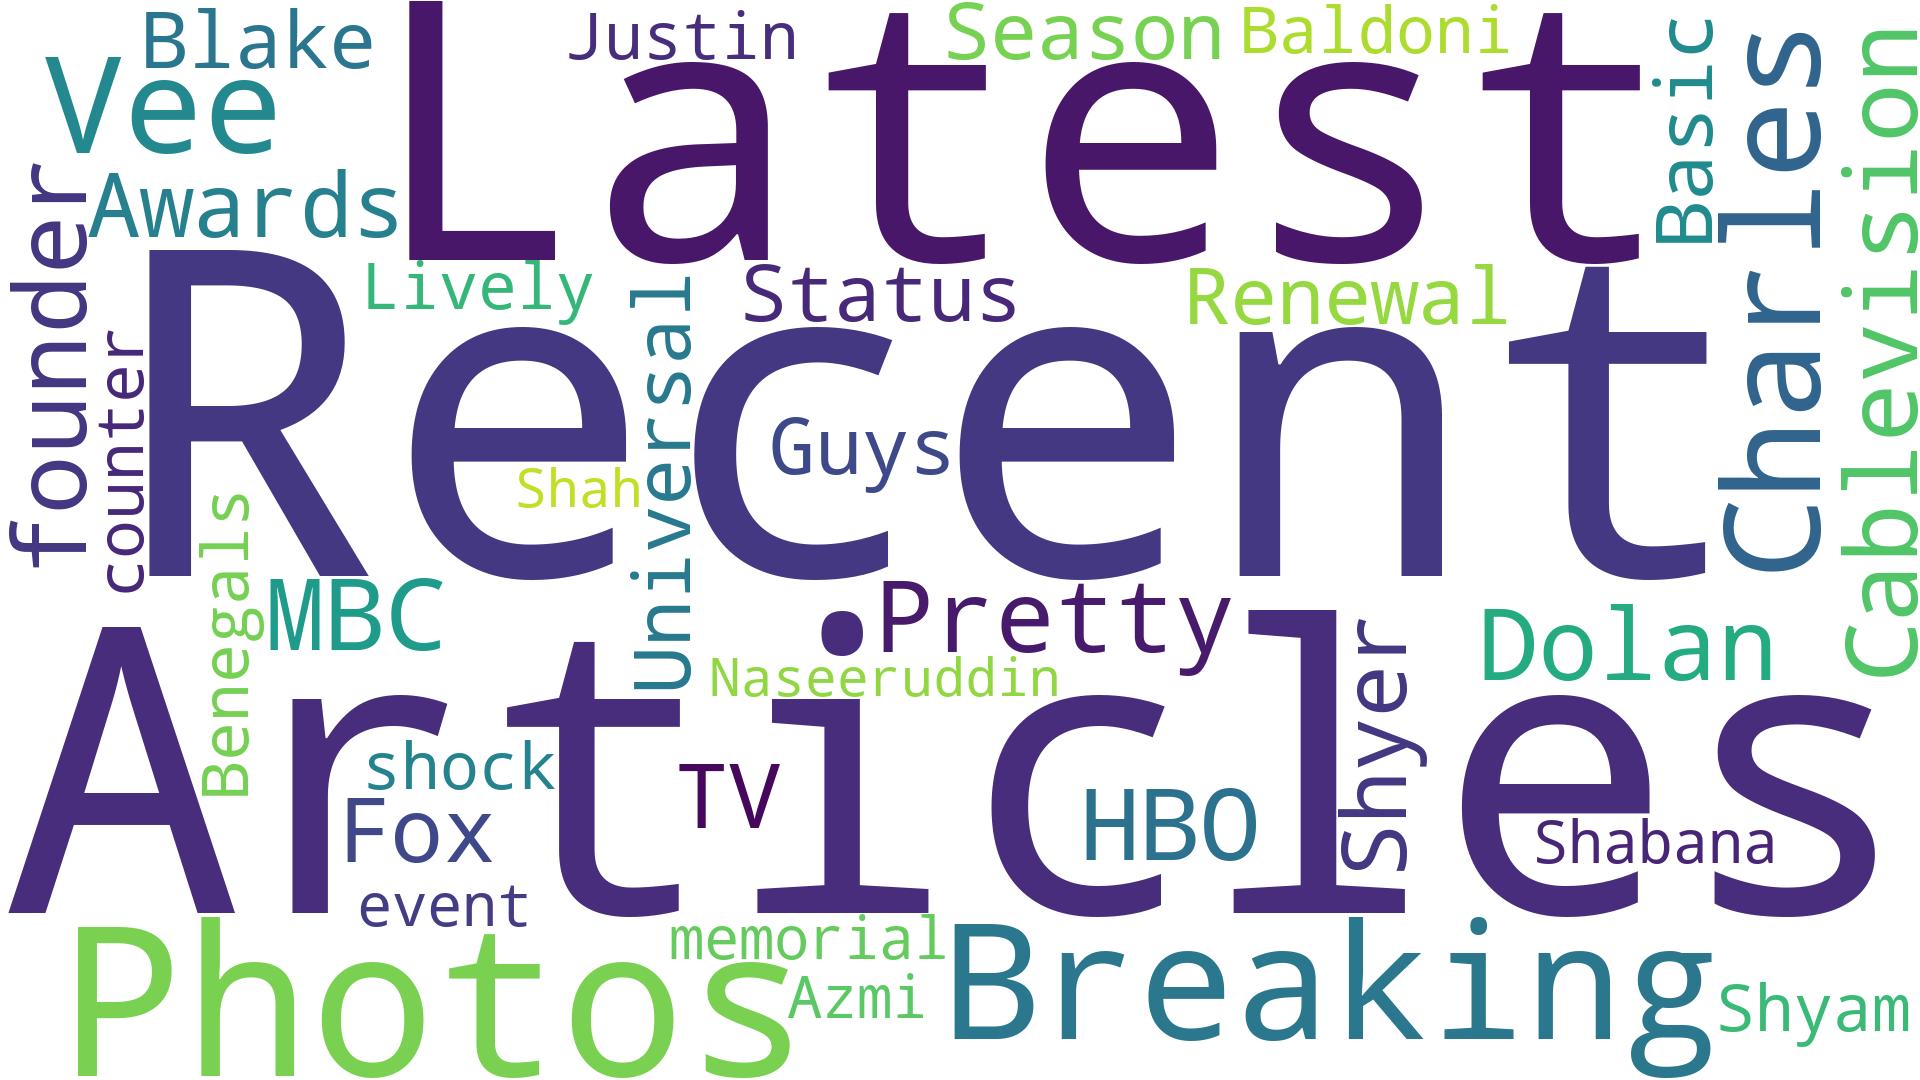 Blake
Justin
Season
Baldoni
Latest
Vee
Basic
Charles
Cablevision
Awards
founder
Lively
Status
Renewal
Recent
counter
Universal
Guys
Shah
Benegals
MBC
Pretty
Dolan
Naseeruddin
Shyer
Articles
shock
TV
HBO
Fox
Shabana
event
memorial
Photos
Breaking
Azmi
Shyam